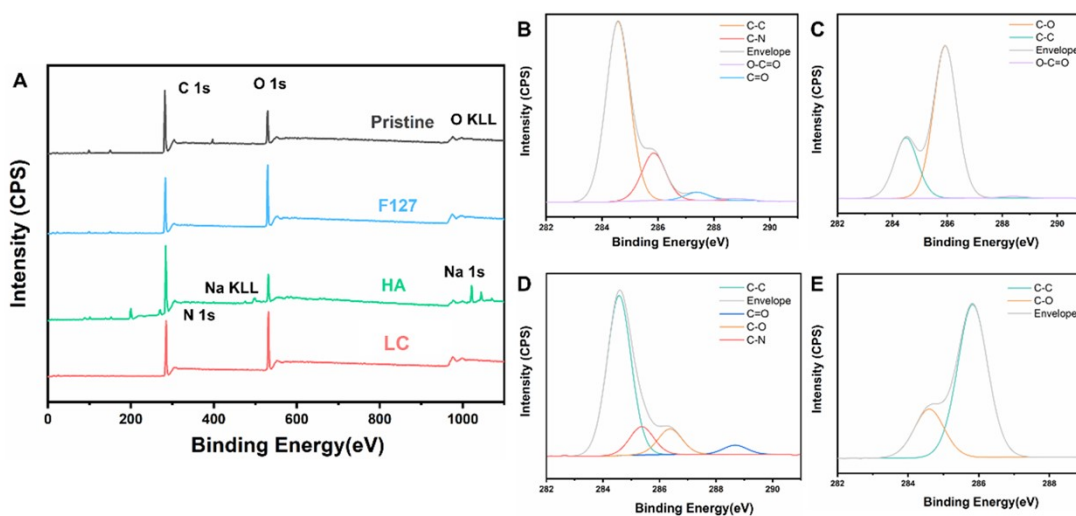 A
Intensity (CPS)
C 1s
O 1s
Pristine
O KLL
F127
Na 1s
Na KLL
HA
N 1s
LC
0
200
400
600
800
1000
Binding Energy(eV)
B
Intensity (CPS)
C-C
C-N
Envelope
O-C=O
C=O
282
284
286
288
290
Binding Energy(eV)
C
Intensity (CPS)
C-O
C-C
Envelope
O-C=O
282
284
286
288
290
Binding Energy(eV)
D
Intensity (CPS)
C-C
Envelope
C=O
C-O
C-N
282
284
286
288
290
Binding Energy(eV)
E
Intensity (CPS)
C-C
C-O
Envelope
282
284
286
288
Binding Energy(eV)